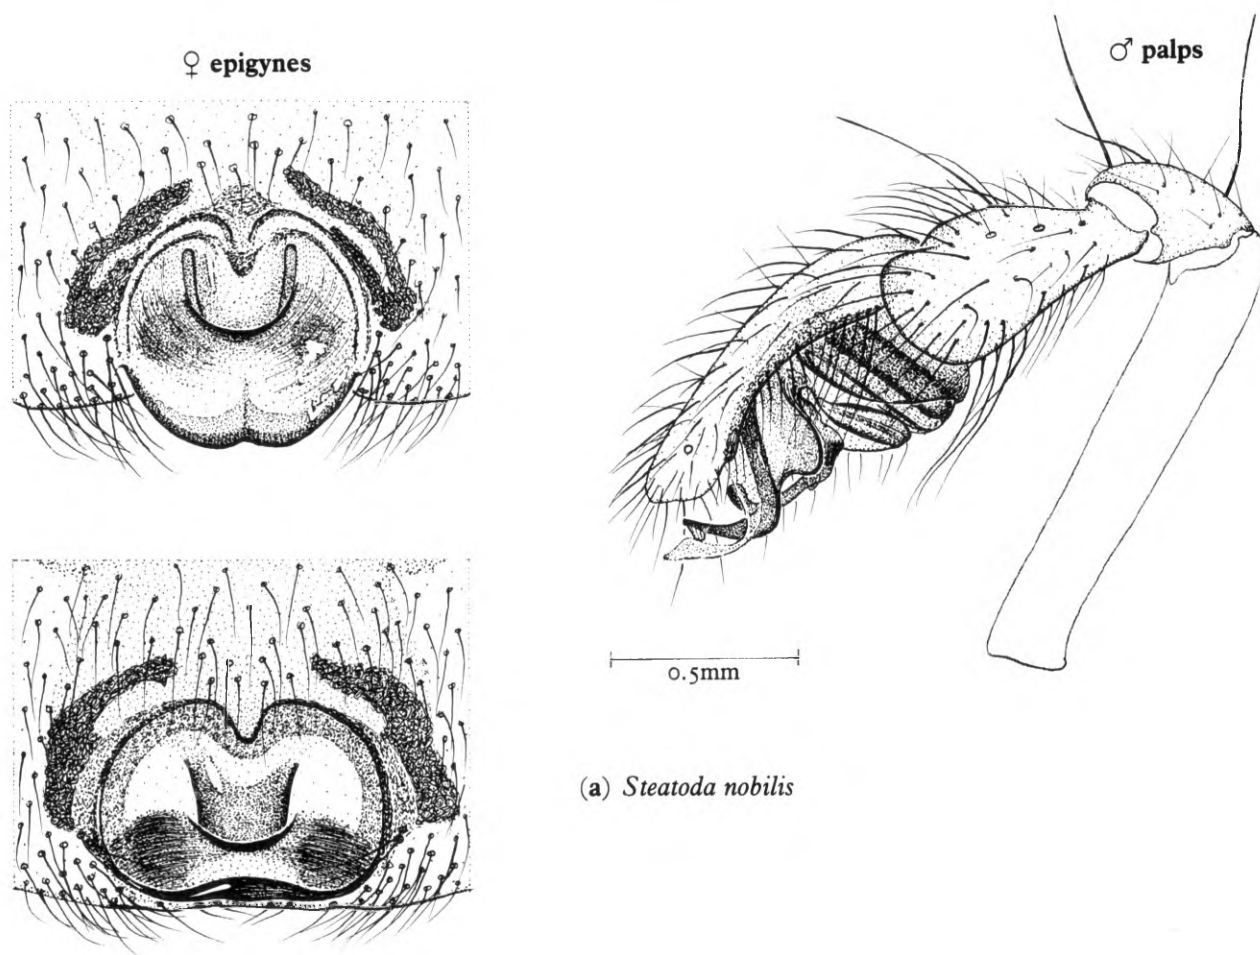 ♀ epigynes
♂ palps
0.5mm
(a) Steatoda nobilis